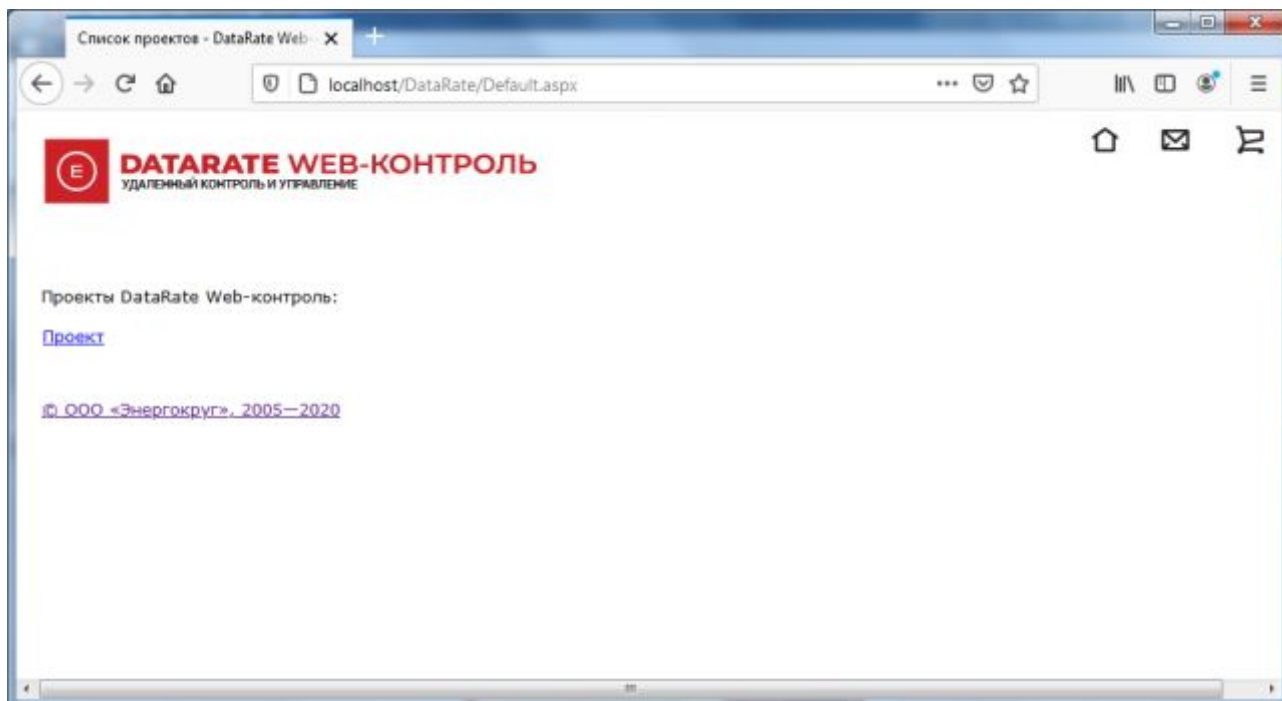 Список проектов - DataRate Web-
localhost/DataRate/Default.aspx
E
DATARATE WEB-КОНТРОЛЬ
УДАЛЕННЫЙ КОНТРОЛЬ И УПРАВЛЕНИЕ
Проекты DataRate Web-контроль:
Проект
© ООО «Энергокруг», 2005—2020